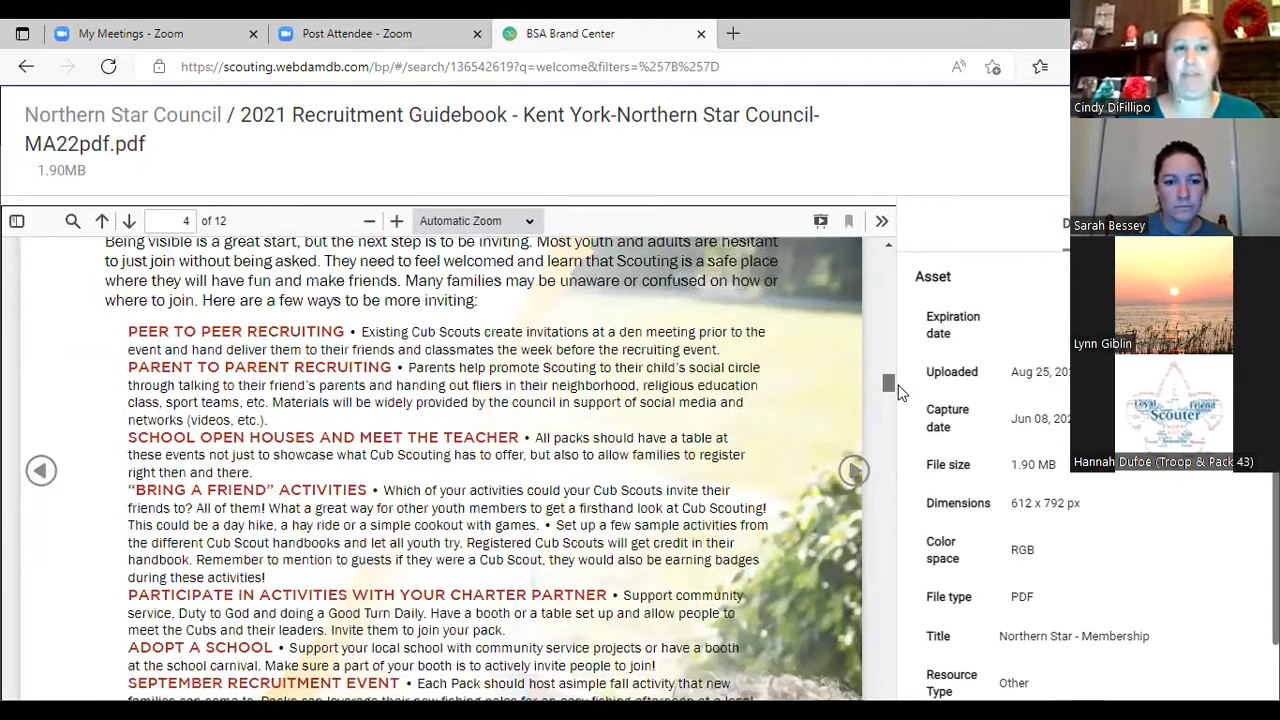 My Meetings - Zoom
Post Attendee - Zoom
BSA Brand Center
https://scouting.webdamdb.com/bp/#/search/136542619?q=welcome&filters=%257B%257D
Northern Star Council / 2021 Recruitment Guidebook - Kent York-Northern Star Council-
MA22pdf.pdf
1.90MB
4 of 12
Automatic Zoom
Being visible is a great start, but the next step is to be inviting. Most youth and adults are hesitant
to just join without being asked. They need to feel welcomed and learn that Scouting is a safe place
where they will have fun and make friends. Many families may be unaware or confused on how or
where to join. Here are a few ways to be more inviting:
PEER TO PEER RECRUITING • Existing Cub Scouts create invitations at a den meeting prior to the
event and hand deliver them to their friends and classmates the week before the recruiting event.
PARENT TO PARENT RECRUITING • Parents help promote Scouting to their child's social circle
through talking to their friend's parents and handing out fliers in their neighborhood, religious education
class, sport teams, etc. Materials will be widely provided by the council in support of social media and
networks (videos, etc.).
SCHOOL OPEN HOUSES AND MEET THE TEACHER • All packs should have a table at
these events not just to showcase what Cub Scouting has to offer, but also to allow families to register
right then and there.
“BRING A FRIEND” ACTIVITIES • Which of your activities could your Cub Scouts invite their
friends to? All of them! What a great way for other youth members to get a firsthand look at Cub Scouting!
This could be a day hike, a hay ride or a simple cookout with games. • Set up a few sample activities from
the different Cub Scout handbooks and let all youth try. Registered Cub Scouts will get credit in their
handbook. Remember to mention to guests if they were a Cub Scout, they would also be earning badges
during these activities!
PARTICIPATE IN ACTIVITIES WITH YOUR CHARTER PARTNER • Support community
service, Duty to God and doing a Good Turn Daily. Have a booth or a table set up and allow people to
meet the Cubs and their leaders. Invite them to join your pack.
ADOPT A SCHOOL • Support your local school with community service projects or have a booth
at the school carnival. Make sure a part of your booth is to actively invite people to join!
SEPTEMBER RECRUITMENT EVENT • Each Pack should host asimple fall activity that new
Asset
Expiration
date
Uploaded
Aug 25, 20
Capture
date
Jun 08, 202
File size
1.90 MB
Dimensions
612 x 792 px
Color
space
RGB
File type
PDF
Title
Northern Star - Membership
Resource
Type
Other
Cindy DiFillipo
Sarah Bessey
Lynn Giblin
Loyal
Friend
Scouter
Hannah Dufoe (Troop & Pack 43)